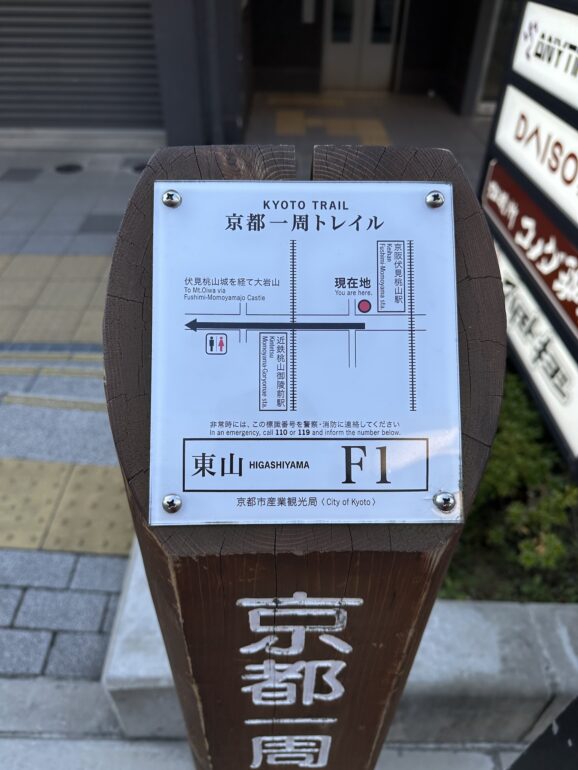 KYOTO TRAIL
京都一周トレイル
伏見桃山城を経て大岩山
To Mt.Oiwa via
Fushimi-Momoyamajo Castle
現在地
You are here.
京阪伏見桃山駅
Keihan
Fushimi-Momoyama sta.
近鉄桃山御陵前駅
Kintetsu
Momoyama-Goryomae sta.
非常時には、この標識番号を警察・消防に連絡してください
In an emergency, call 110 or 119 and inform the number below.
東山 HIGASHIYAMA F1
京都市産業観光局〈City of Kyoto〉
京都一周
ANYTI
DAISO